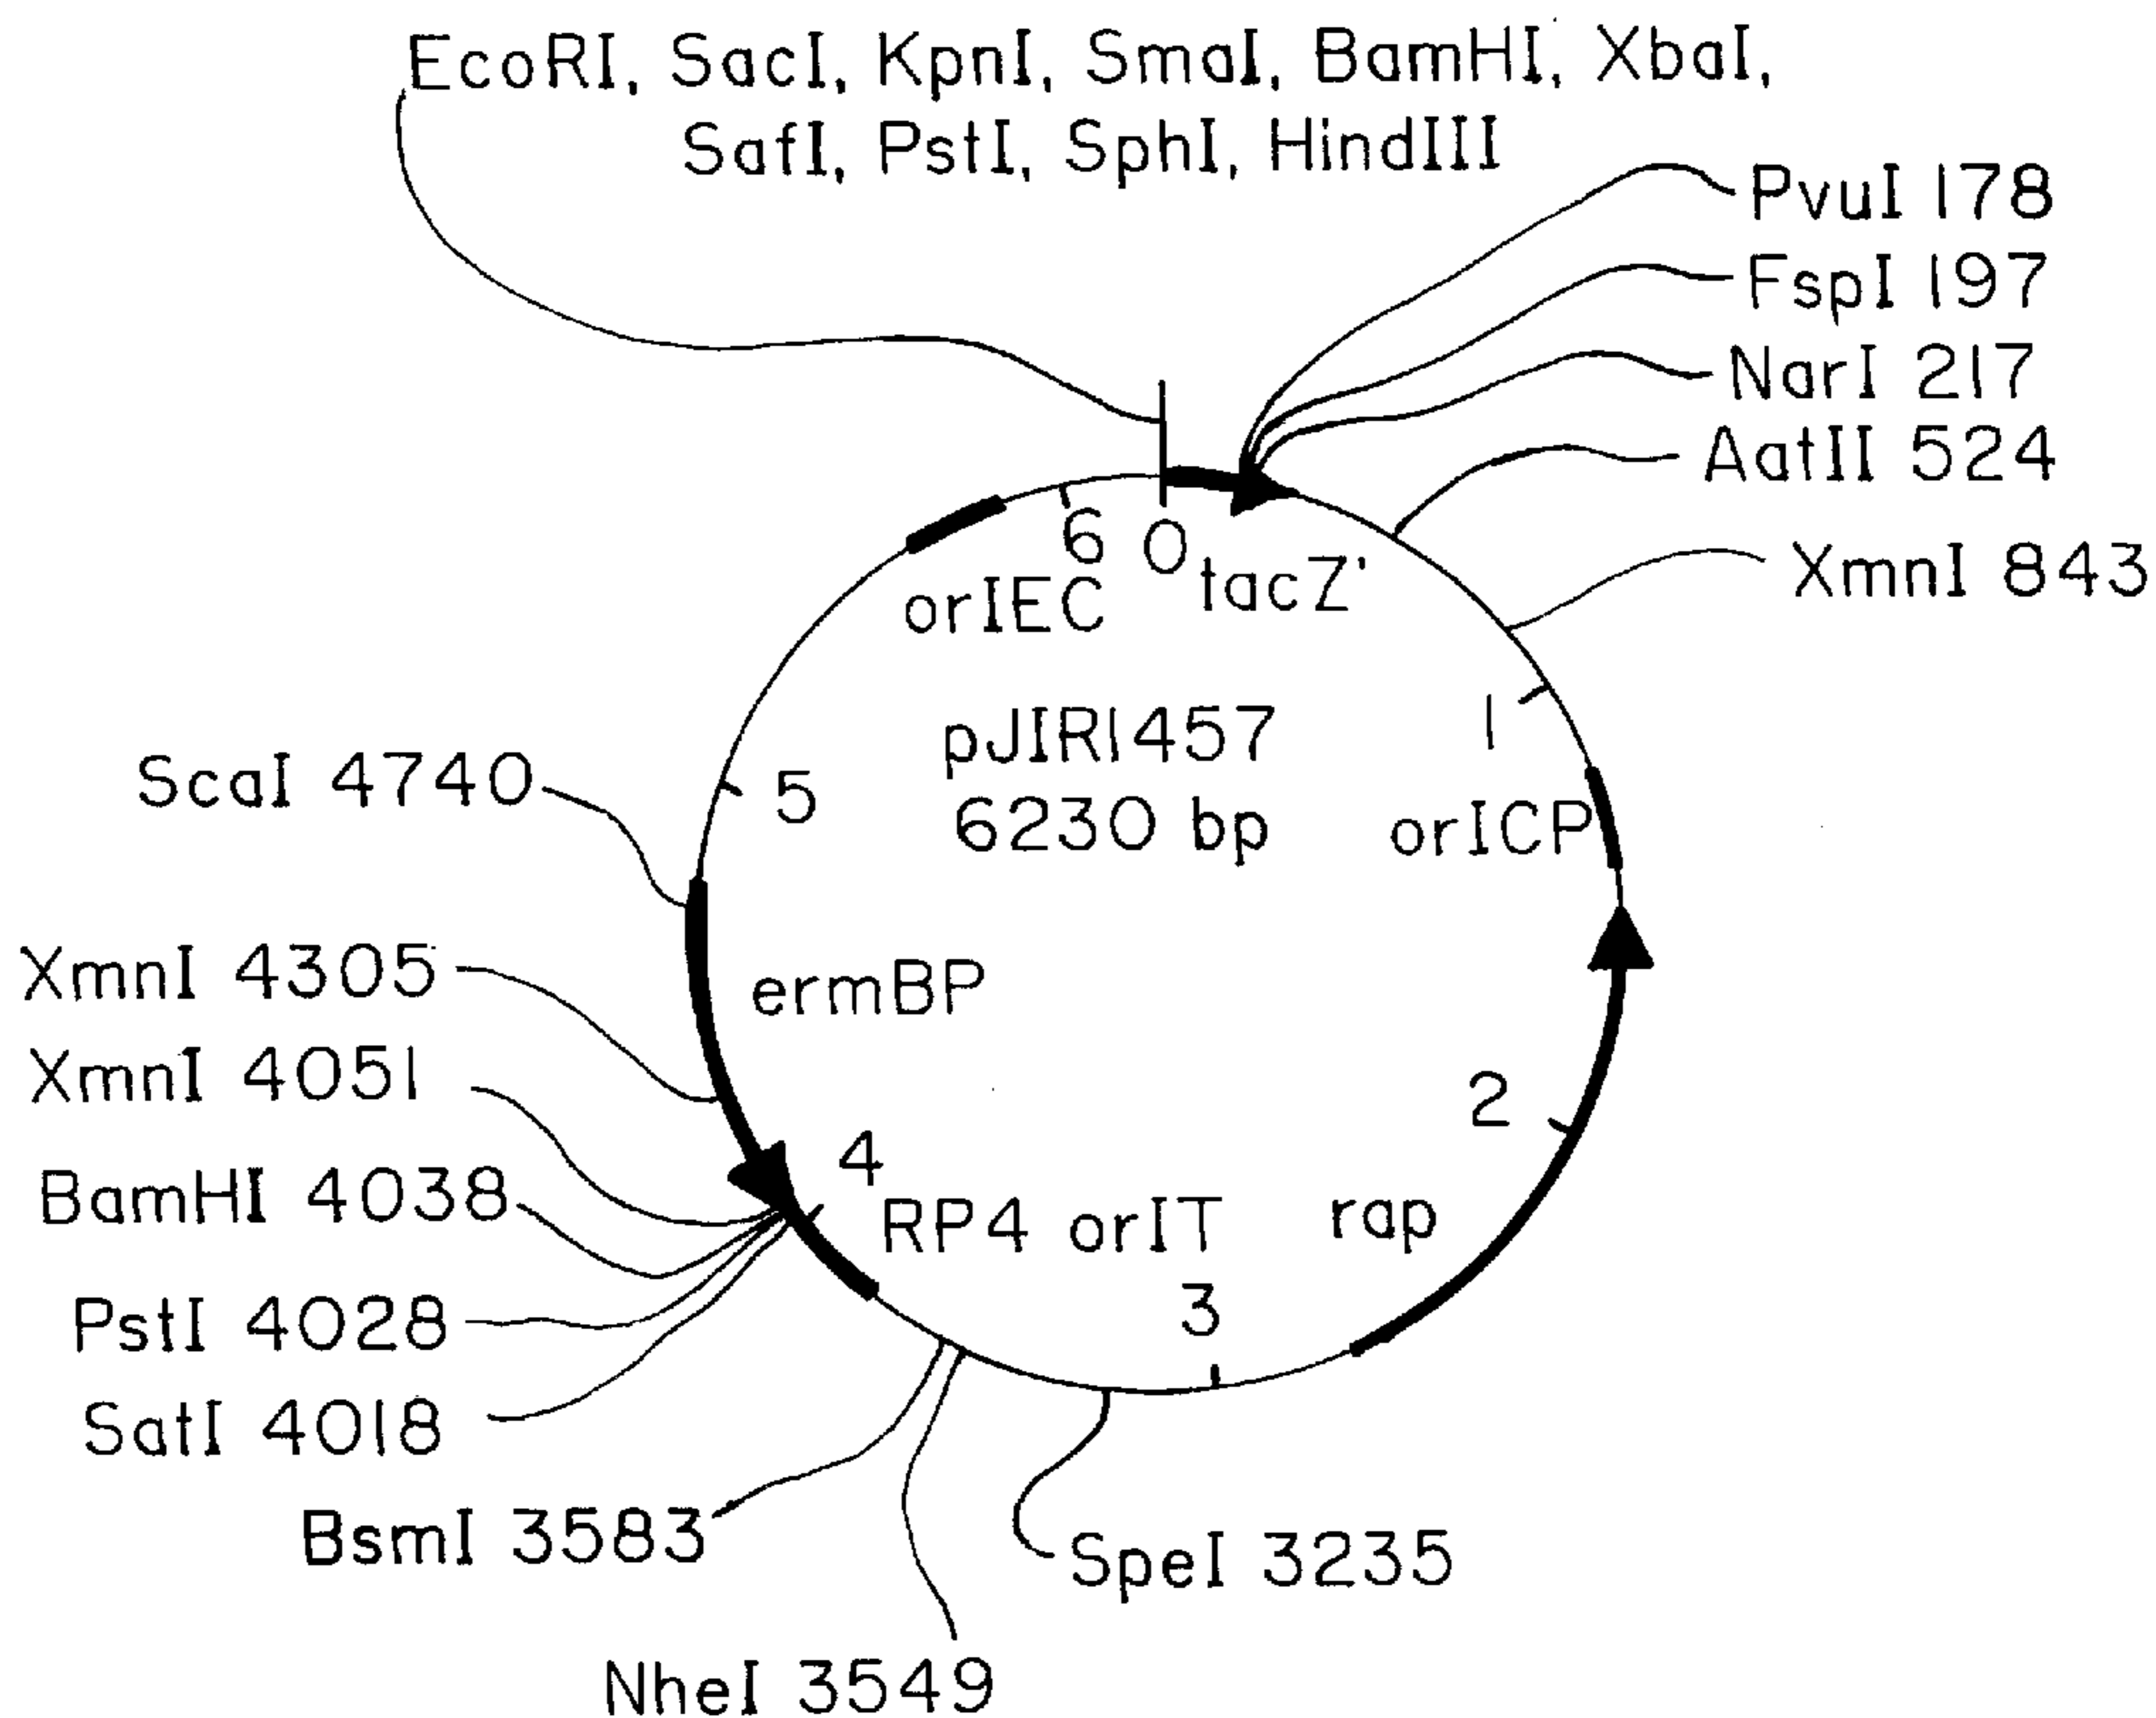 EcoRI, SacI, KpnI, SmaI, BamHI, XbaI,
SafI, PstI, SphI, HindIII
PvuI 178
FspI 197
NarI 217
AatII 524
XmnI 843
6 0
tacZ'
orIEC
1
pJIR1457
6230 bp
orICP
5
ScaI 4740
XmnI 4305
ermBP
XmnI 4051
2
4
BamHI 4038
RP4 orIT
rap
3
PstI 4028
SatI 4018
BsmI 3583
SpeI 3235
NheI 3549